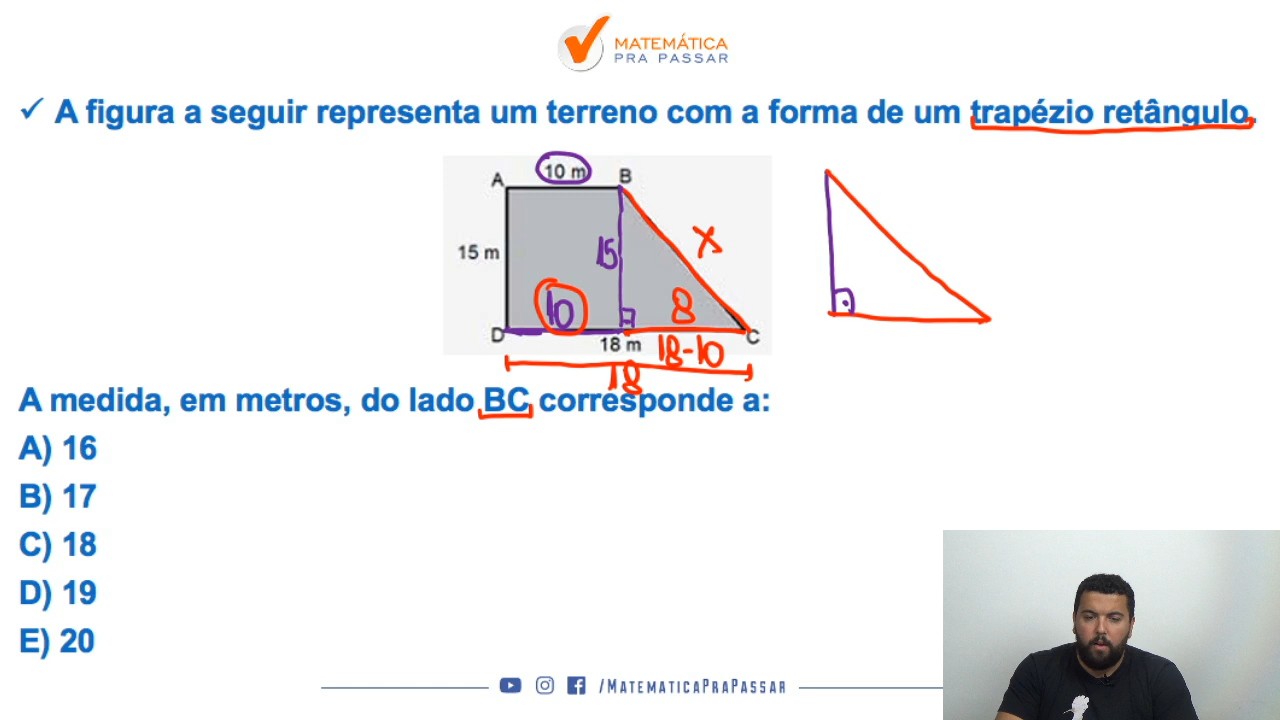 MATEMÁTICA
PRA PASSAR
✓ A figura a seguir representa um terreno com a forma de um trapézio retângulo.
10 m
A
B
15 m
15
X
10
8
D
18 m
C
18-10
18
A medida, em metros, do lado BC corresponde a:
A) 16
B) 17
C) 18
D) 19
E) 20
/MATEMATICAPRAPASSAR